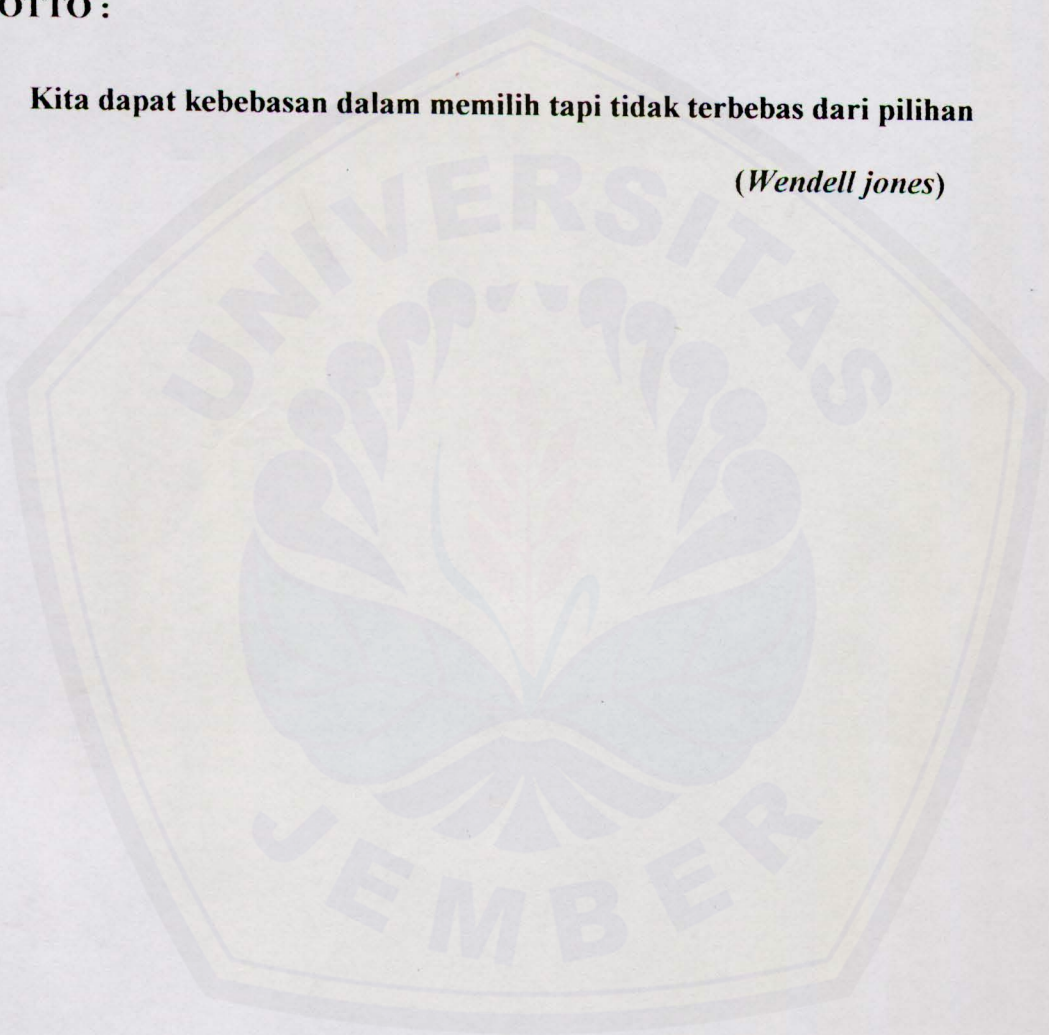 OTTO :
Kita dapat kebebasan dalam memilih tapi tidak terbebas dari pilihan
(Wendell jones)
UNIVERSITAS
JEMBER